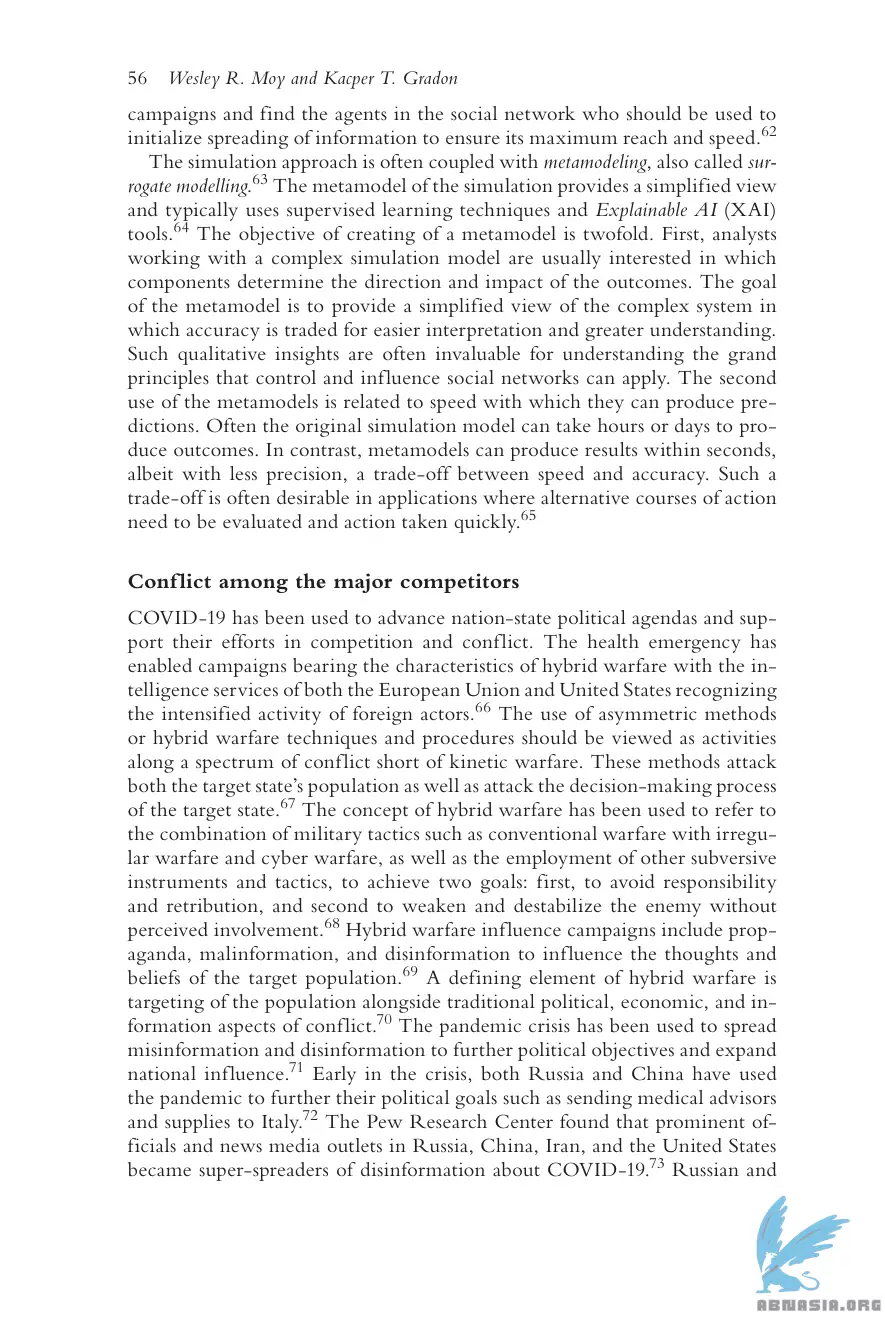 56 Wesley R. Moy and Kacper T. Gradon
campaigns and find the agents in the social network who should be used to
initialize spreading of information to ensure its maximum reach and speed.62
The simulation approach is often coupled with metamodeling, also called sur-
rogate modelling.63 The metamodel of the simulation provides a simplified view
and typically uses supervised learning techniques and Explainable AI (XAI)
tools.64 The objective of creating of a metamodel is twofold. First, analysts
working with a complex simulation model are usually interested in which
components determine the direction and impact of the outcomes. The goal
of the metamodel is to provide a simplified view of the complex system in
which accuracy is traded for easier interpretation and greater understanding.
Such qualitative insights are often invaluable for understanding the grand
principles that control and influence social networks can apply. The second
use of the metamodels is related to speed with which they can produce pre-
dictions. Often the original simulation model can take hours or days to pro-
duce outcomes. In contrast, metamodels can produce results within seconds,
albeit with less precision, a trade-off between speed and accuracy. Such a
trade-off is often desirable in applications where alternative courses of action
need to be evaluated and action taken quickly.65
Conflict among the major competitors
COVID-19 has been used to advance nation-state political agendas and sup-
port their efforts in competition and conflict. The health emergency has
enabled campaigns bearing the characteristics of hybrid warfare with the in-
telligence services of both the European Union and United States recognizing
the intensified activity of foreign actors.66 The use of asymmetric methods
or hybrid warfare techniques and procedures should be viewed as activities
along a spectrum of conflict short of kinetic warfare. These methods attack
both the target state's population as well as attack the decision-making process
of the target state.67 The concept of hybrid warfare has been used to refer to
the combination of military tactics such as conventional warfare with irregu-
lar warfare and cyber warfare, as well as the employment of other subversive
instruments and tactics, to achieve two goals: first, to avoid responsibility
and retribution, and second to weaken and destabilize the enemy without
perceived involvement.68 Hybrid warfare influence campaigns include prop-
aganda, malinformation, and disinformation to influence the thoughts and
beliefs of the target population.69 A defining element of hybrid warfare is
targeting of the population alongside traditional political, economic, and in-
formation aspects of conflict.70 The pandemic crisis has been used to spread
misinformation and disinformation to further political objectives and expand
national influence.71 Early in the crisis, both Russia and China have used
the pandemic to further their political goals such as sending medical advisors
and supplies to Italy.72 The Pew Research Center found that prominent of-
ficials and news media outlets in Russia, China, Iran, and the United States
became super-spreaders of disinformation about COVID-19.73 Russian and
ABNASIA.ORG